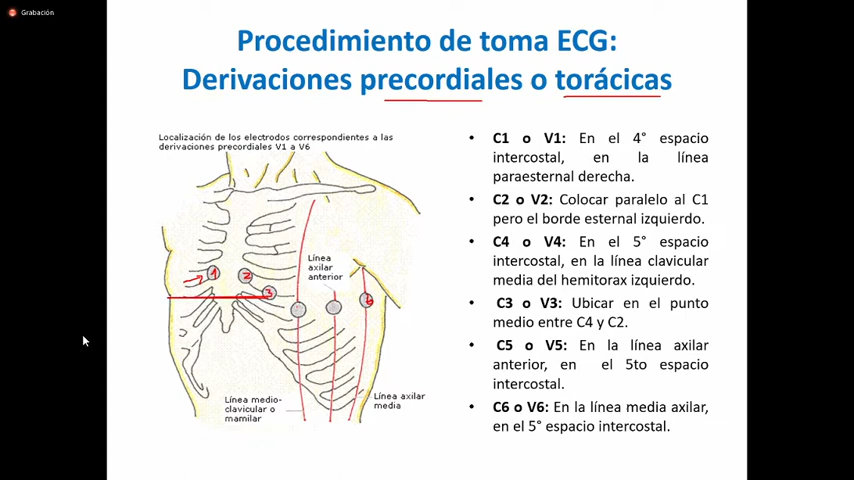 Grabación
Procedimiento de toma ECG:
Derivaciones precordiales o torácicas
Localización de los electrodos correspondientes a las
derivaciones precordiales V1 a V6
Línea
axilar
anterior
1
2
3
6
Línea medio-
clavicular o
mamilar
Línea axilar
media
• C1 o V1: En el 4° espacio
intercostal, en la línea
paraesternal derecha.
• C2 o V2: Colocar paralelo al C1
pero el borde esternal izquierdo.
• C4 o V4: En el 5° espacio
intercostal, en la línea clavicular
media del hemitorax izquierdo.
• C3 o V3: Ubicar en el punto
medio entre C4 y C2.
• C5 o V5: En la línea axilar
anterior, en el 5to espacio
intercostal.
• C6 o V6: En la línea media axilar,
en el 5° espacio intercostal.